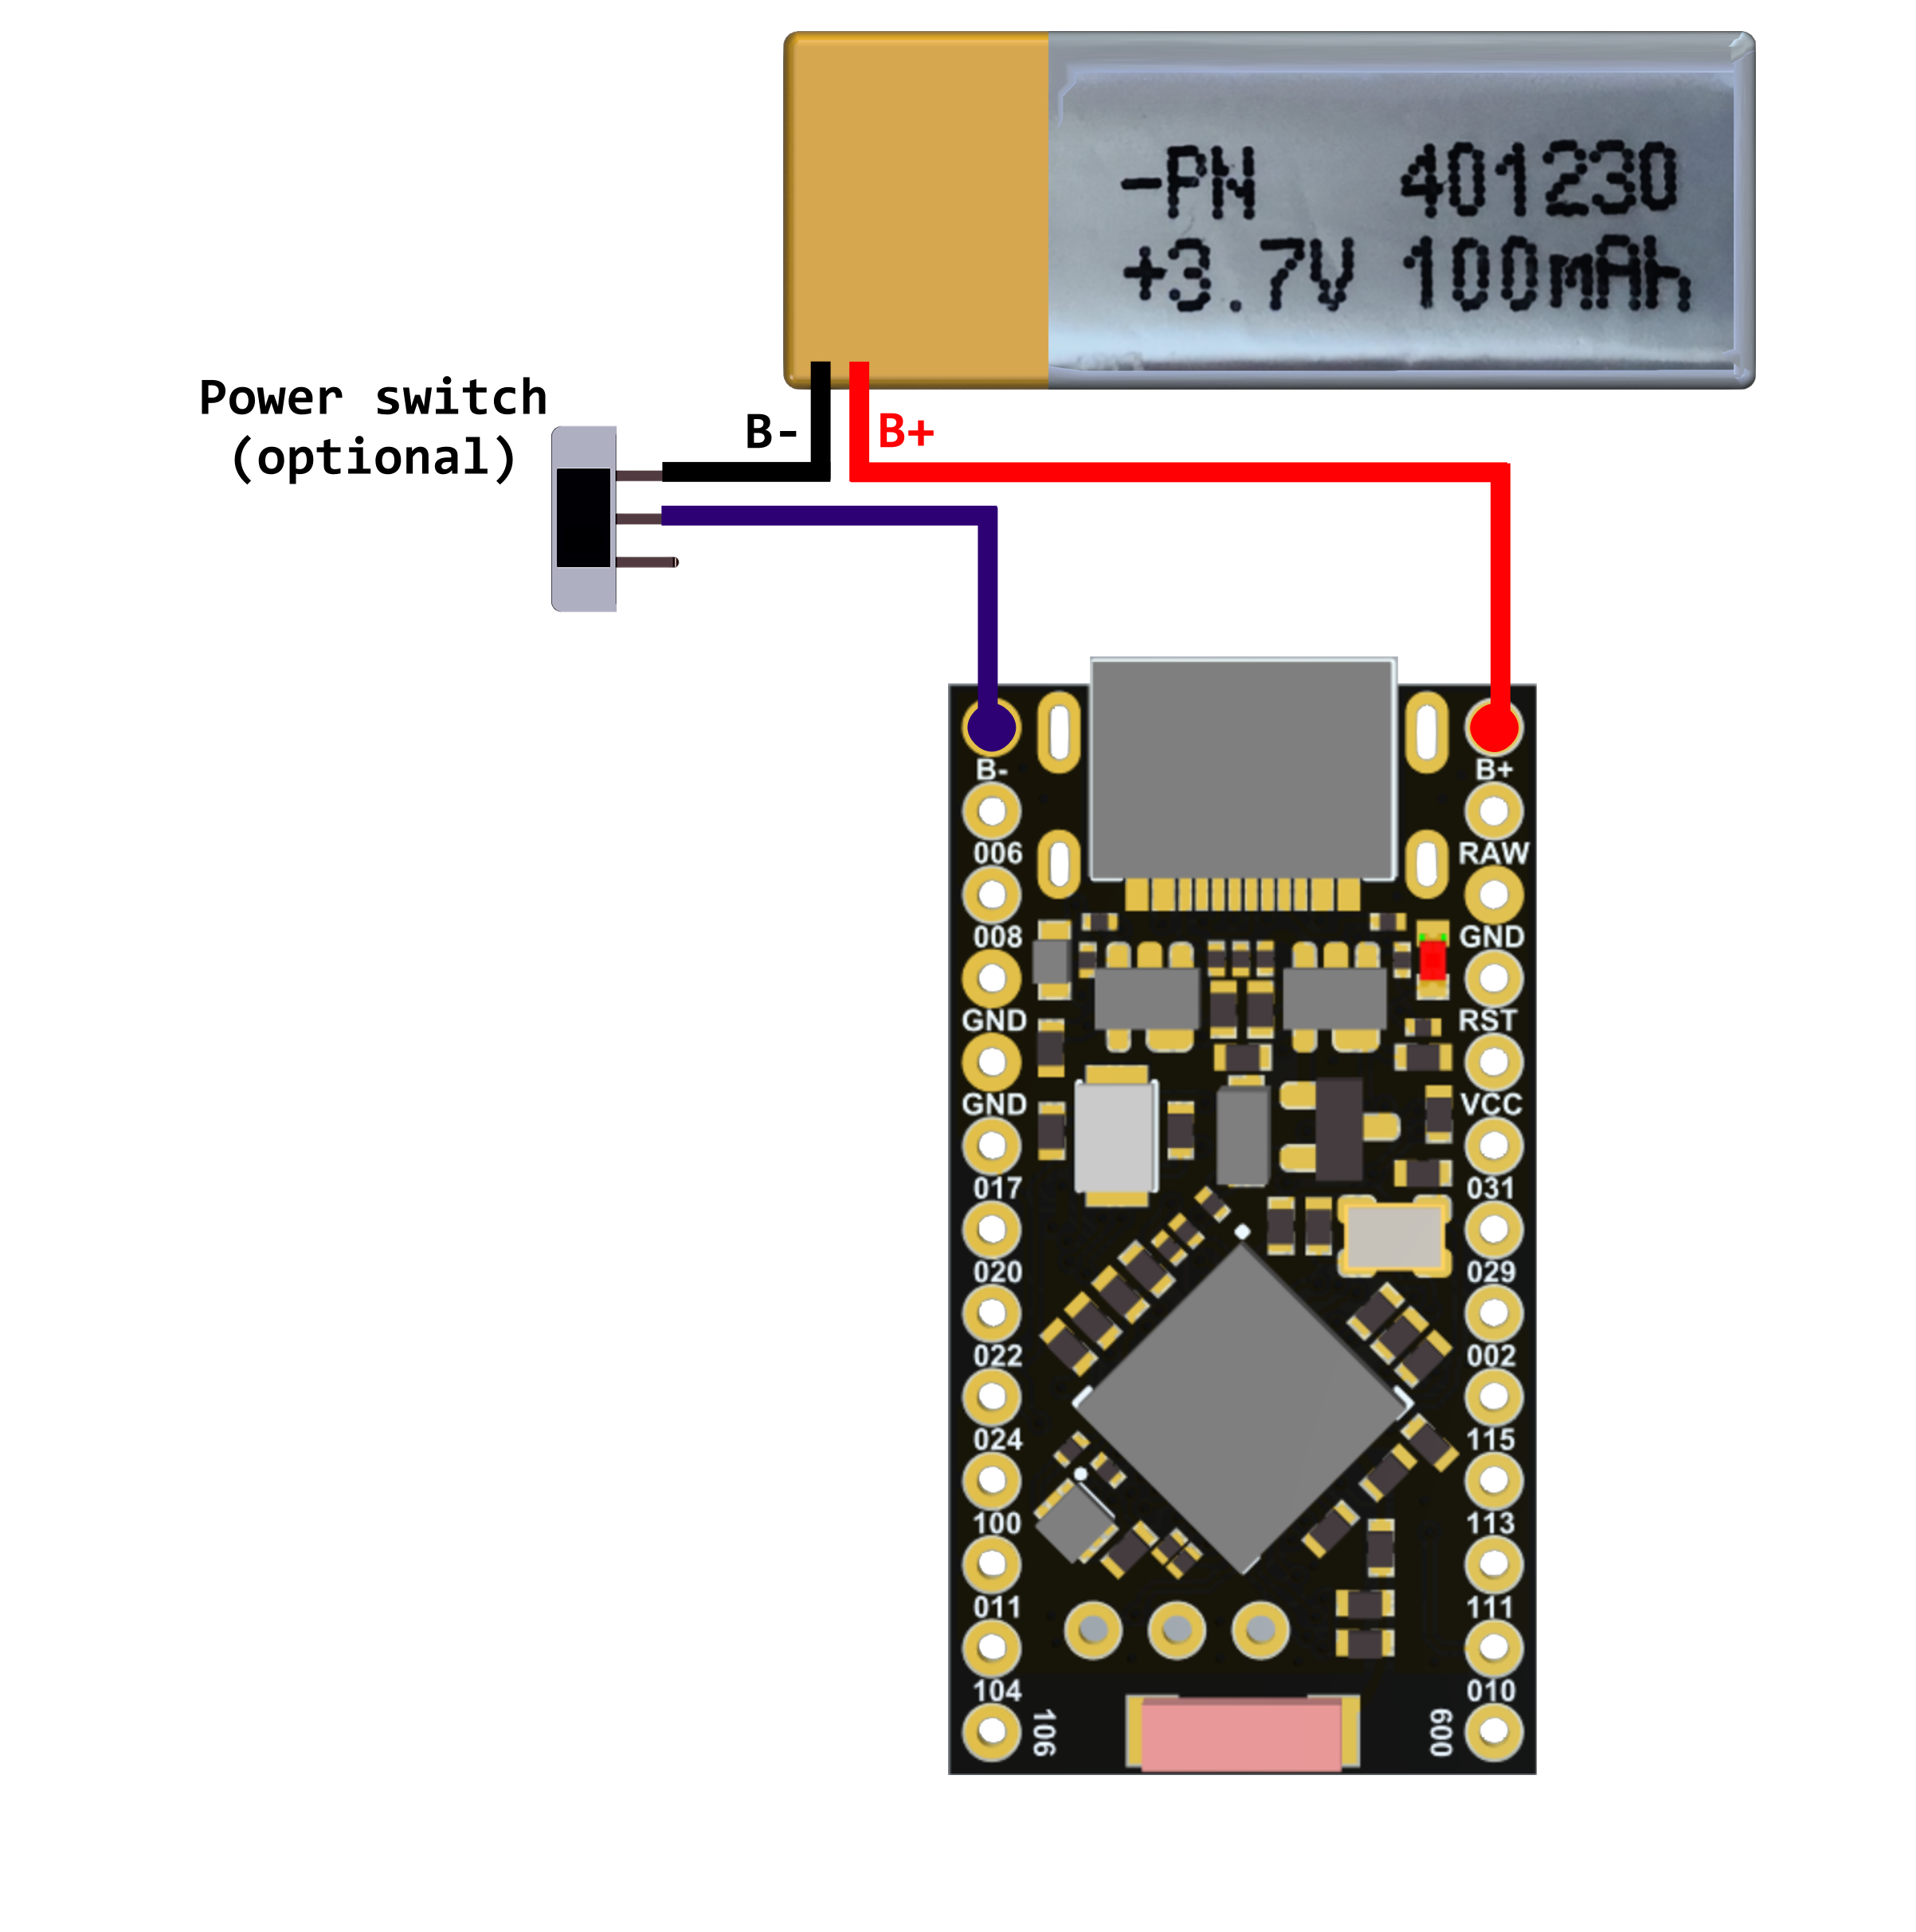 -PN 401230
+3.7V 100mAh
Power switch
(optional)
B- B+
B- B+
006 RAW
008 GND
GND RST
GND VCC
017 031
020 029
022 002
024 115
100 113
011 111
104 010
106 009